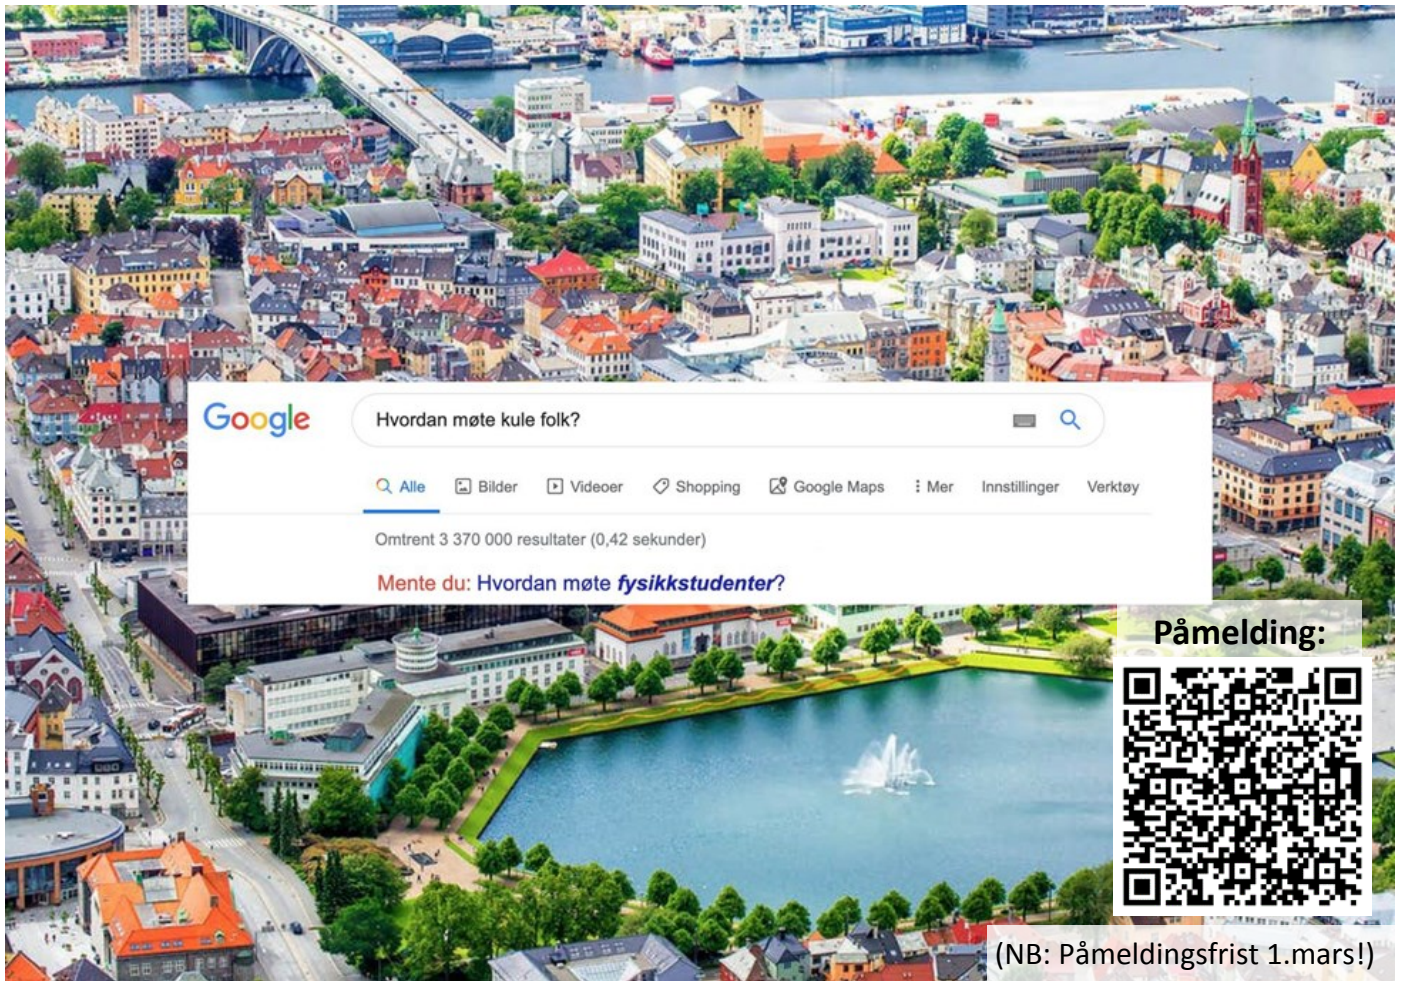 Google
Hvordan møte kule folk?
Alle Bilder Videoer Shopping Google Maps Mer Innstillinger Verktøy
Omtrent 3 370 000 resultater (0,42 sekunder)
Mente du: Hvordan møte fysikkstudenter?
Påmelding:
(NB: Påmeldingsfrist 1.mars!)